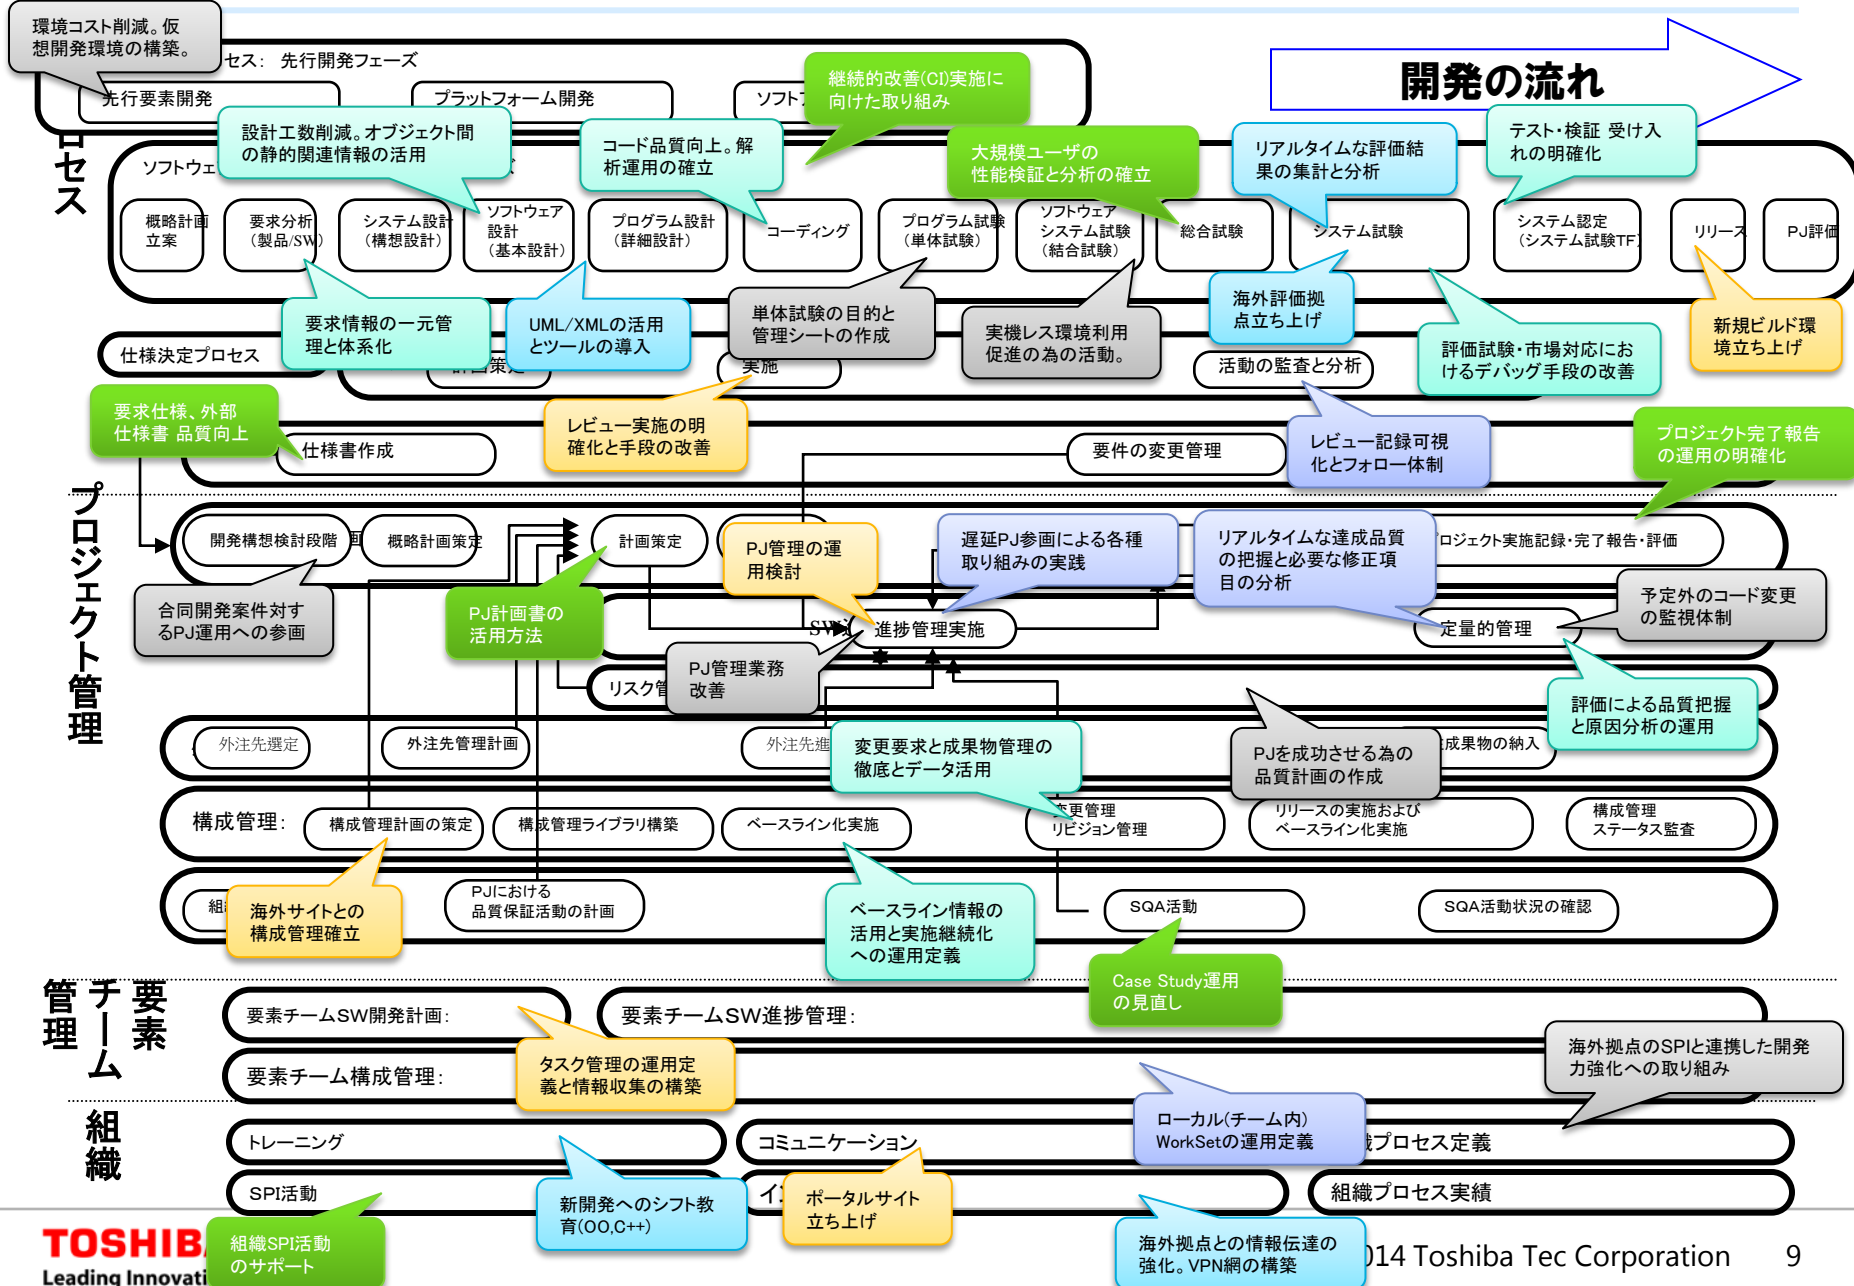 環境コスト削減。仮
想開発環境の構築。
セス: 先行開発フェーズ
先行要素開発
プラットフォーム開発
ソフト
継続的改善(CI)実施に
向けた取り組み
開発の流れ
ロセス
ソフトウェ
設計工数削減。オブジェクト間
の静的関連情報の活用
コード品質向上。解
析運用の確立
大規模ユーザの
性能検証と分析の確立
リアルタイムな評価結
果の集計と分析
テスト・検証 受け入
れの明確化
概略計画
立案
要求分析
(製品/SW)
システム設計
(構想設計)
ソフトウェア
設計
(基本設計)
プログラム設計
(詳細設計)
コーディング
プログラム試験
(単体試験)
ソフトウェア
システム試験
(結合試験)
総合試験
システム試験
システム認定
(システム試験TF)
リリース
PJ評価
要求情報の一元管
理と体系化
UML/XMLの活用
とツールの導入
単体試験の目的と
管理シートの作成
実機レス環境利用
促進の為の活動。
海外評価拠
点立ち上げ
評価試験・市場対応にお
けるデバッグ手段の改善
新規ビルド環
境立ち上げ
仕様決定プロセス
計画策定
実施
活動の監査と分析
要求仕様、外部
仕様書 品質向上
レビュー実施の明
確化と手段の改善
レビュー記録可視
化とフォロー体制
プロジェクト完了報告
の運用の明確化
仕様書作成
要件の変更管理
プロジェクト管理
開発構想検討段階
画
概略計画策定
計画策定
PJ管理の運
用検討
遅延PJ参画による各種
取り組みの実践
リアルタイムな達成品質
の把握と必要な修正項
目の分析
ロジェクト実施記録・完了報告・評価
合同開発案件対す
るPJ運用への参画
PJ計画書の
活用方法
予定外のコード変更
の監視体制
SW進
進捗管理実施
定量的管理
PJ管理業務
改善
リスク管
評価による品質把握
と原因分析の運用
外注先選定
外注先管理計画
外注先進
変更要求と成果物管理の
徹底とデータ活用
PJを成功させる為の
品質計画の作成
成果物の納入
構成管理:
構成管理計画の策定
構成管理ライブラリ構築
ベースライン化実施
変更管理
リビジョン管理
リリースの実施および
ベースライン化実施
構成管理
ステータス監査
組
海外サイトとの
構成管理確立
PJにおける
品質保証活動の計画
ベースライン情報の
活用と実施継続化
への運用定義
SQA活動
SQA活動状況の確認
Case Study運用
の見直し
要素
チーム
管理
要素チームSW開発計画:
要素チームSW進捗管理:
要素チーム構成管理:
タスク管理の運用定
義と情報収集の構築
海外拠点のSPIと連携した開発
力強化への取り組み
ローカル(チーム内)
WorkSetの運用定義
組織
トレーニング
コミュニケーション
織プロセス定義
SPI活動
新開発へのシフト教
育(OO,C++)
イ
ポータルサイト
立ち上げ
組織プロセス実績
組織SPI活動
のサポート
海外拠点との情報伝達の
強化。VPN網の構築
TOSHIBA
Leading Innovati
014 Toshiba Tec Corporation
9